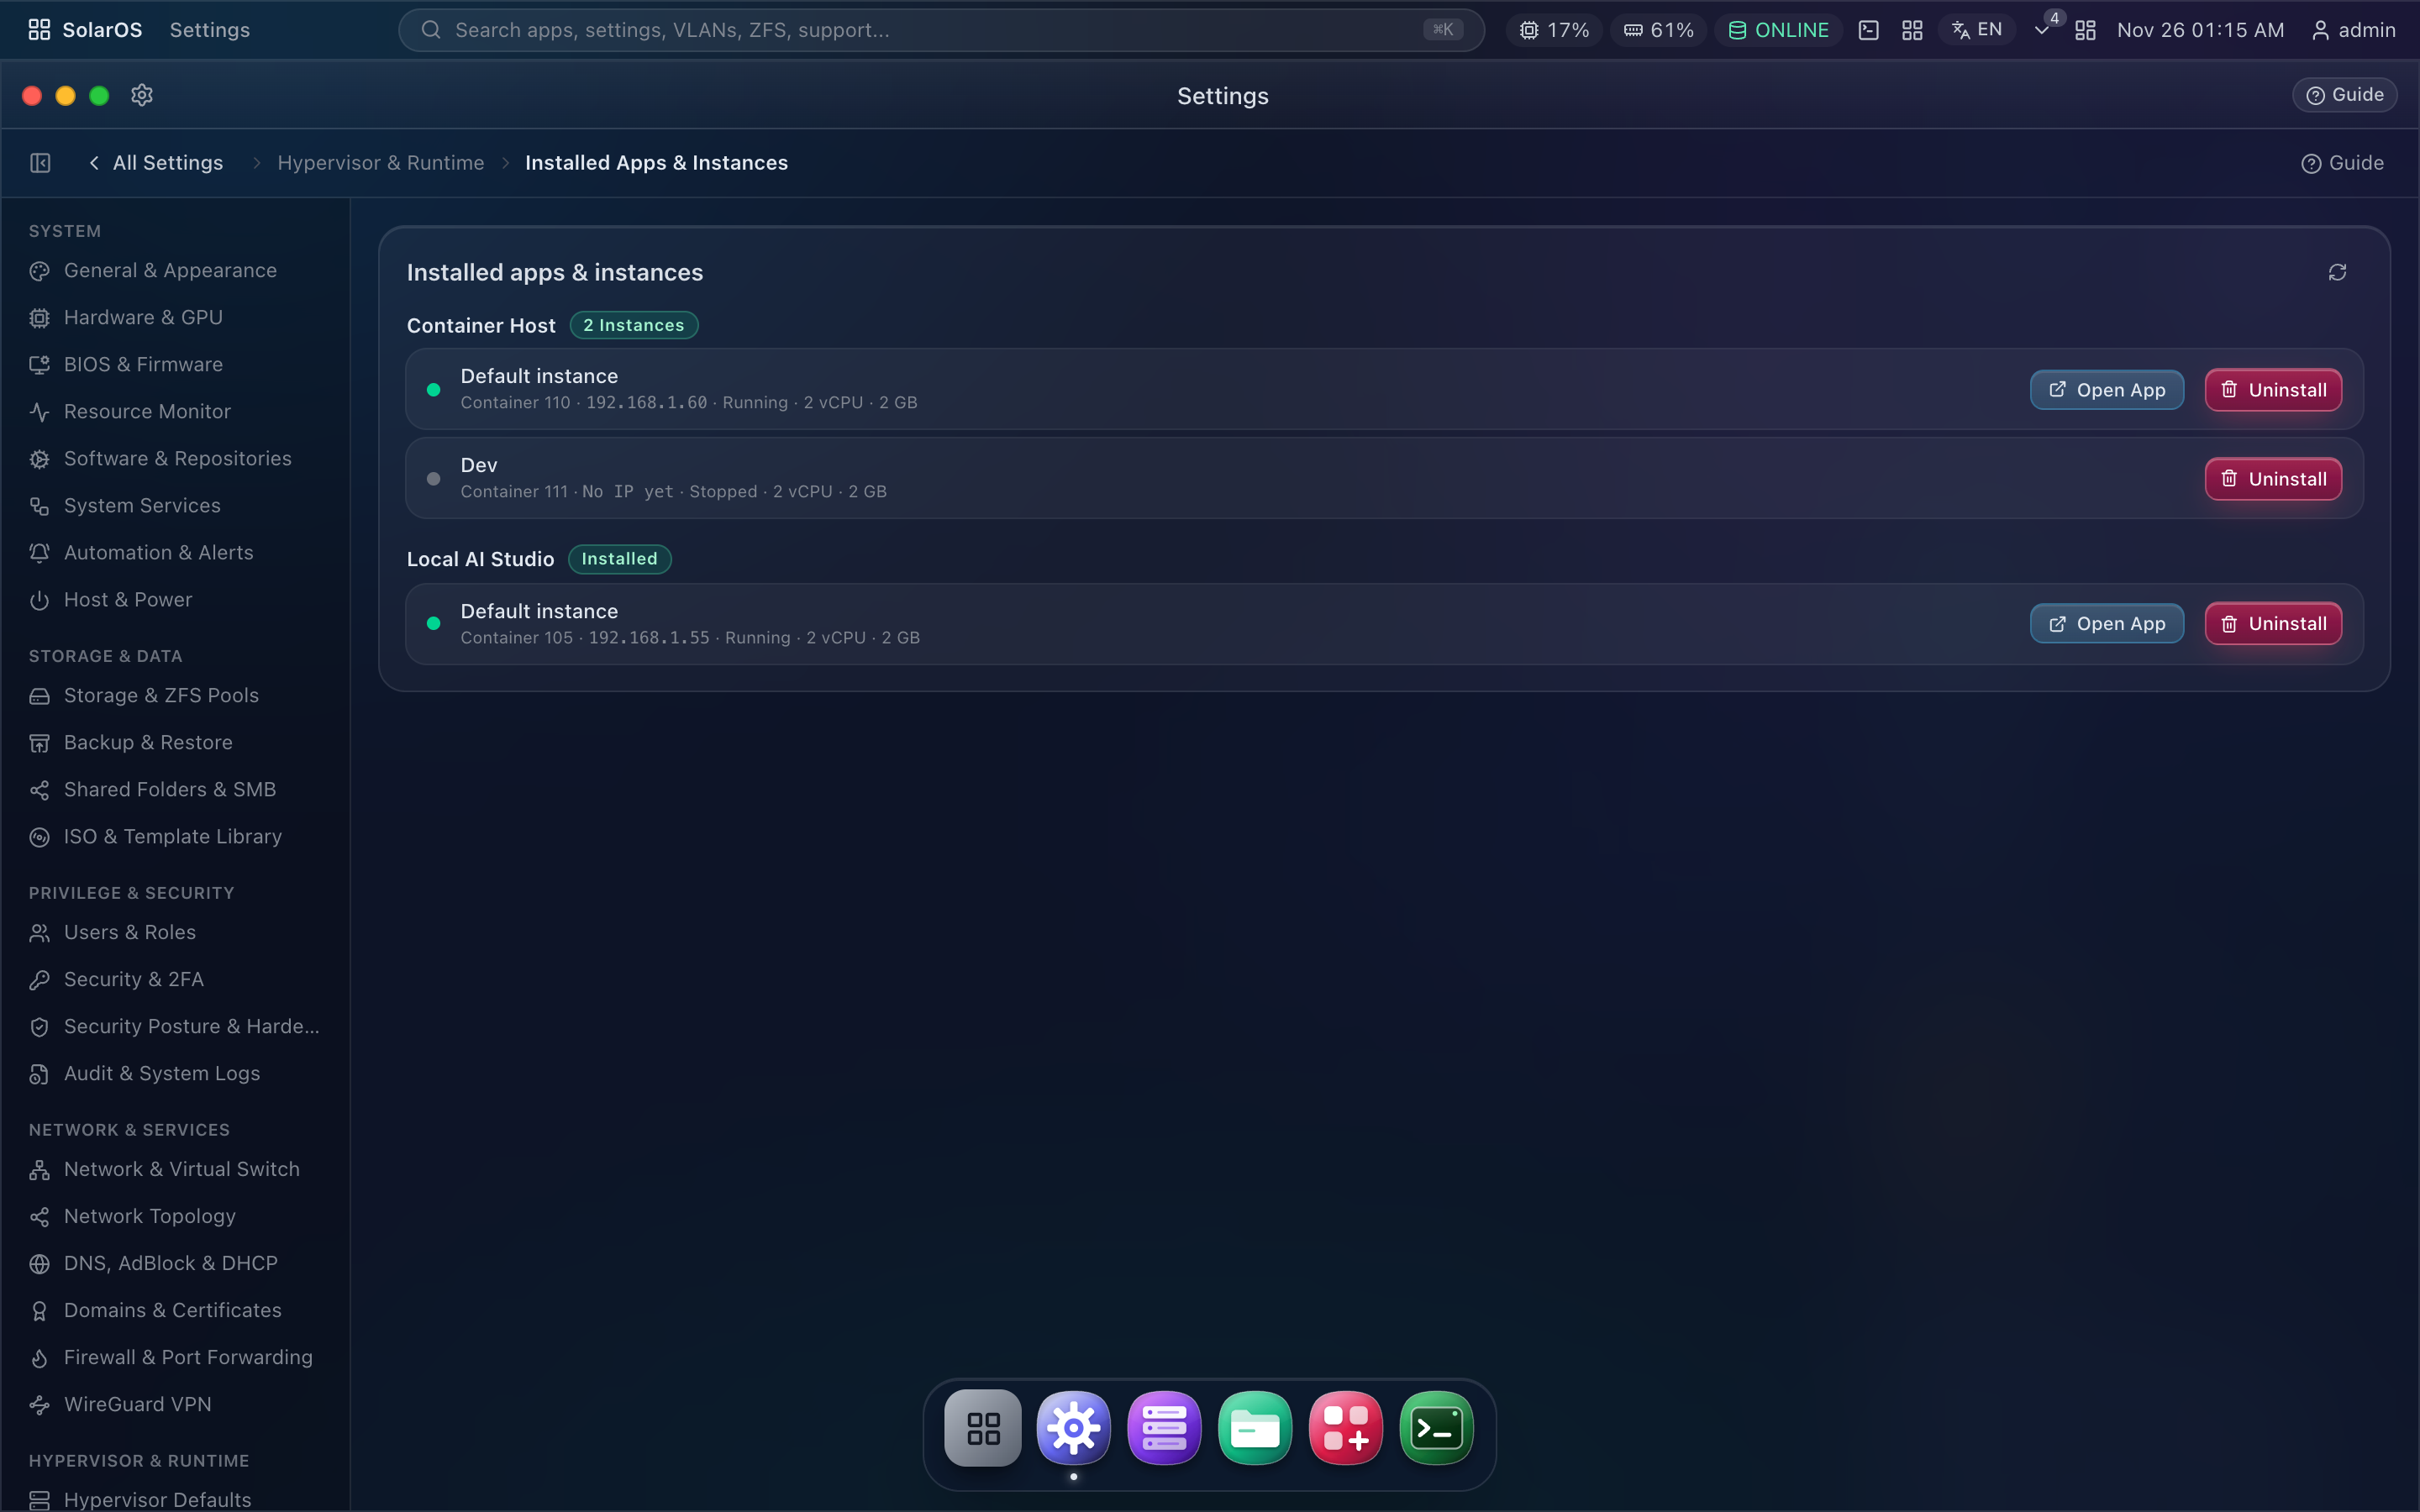 SolarOS Settings Search apps, settings, VLANs, ZFS, support... ⌘K 17% 61% ONLINE EN 4 Nov 26 01:15 AM admin
Settings Guide
All Settings Hypervisor & Runtime Installed Apps & Instances Guide
SYSTEM
General & Appearance
Hardware & GPU
BIOS & Firmware
Resource Monitor
Software & Repositories
System Services
Automation & Alerts
Host & Power
STORAGE & DATA
Storage & ZFS Pools
Backup & Restore
Shared Folders & SMB
ISO & Template Library
PRIVILEGE & SECURITY
Users & Roles
Security & 2FA
Security Posture & Harde...
Audit & System Logs
NETWORK & SERVICES
Network & Virtual Switch
Network Topology
DNS, AdBlock & DHCP
Domains & Certificates
Firewall & Port Forwarding
WireGuard VPN
HYPERVISOR & RUNTIME
Hypervisor Defaults
Installed apps & instances
Container Host 2 Instances
Default instance
Container 110 · 192.168.1.60 · Running · 2 vCPU · 2 GB
Open App Uninstall
Dev
Container 111 · No IP yet · Stopped · 2 vCPU · 2 GB
Uninstall
Local AI Studio Installed
Default instance
Container 105 · 192.168.1.55 · Running · 2 vCPU · 2 GB
Open App Uninstall